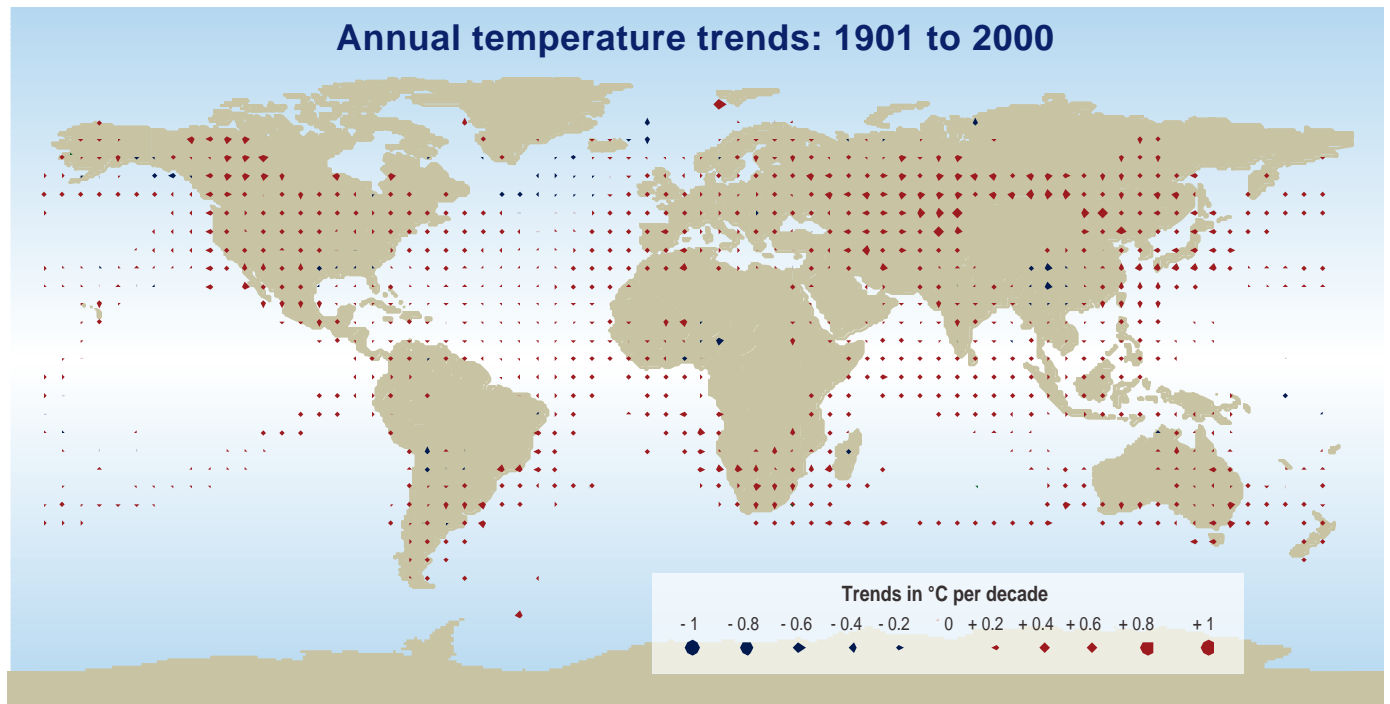 Annual temperature trends: 1901 to 2000
Trends in °C per decade
- 1 - 0.8 - 0.6 - 0.4 - 0.2 0 + 0.2 + 0.4 + 0.6 + 0.8 + 1